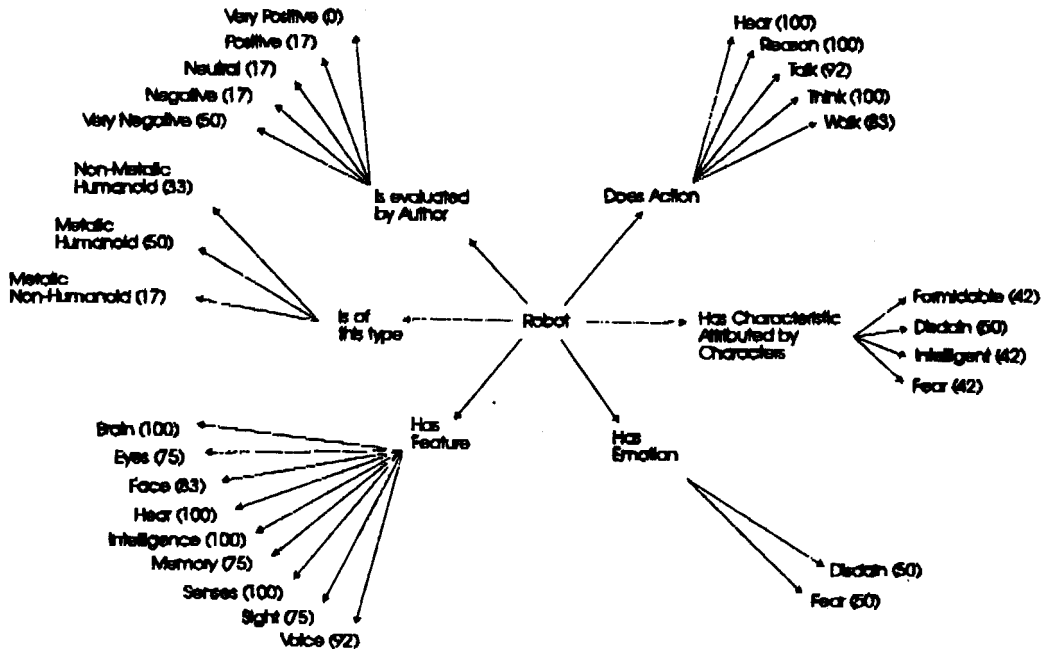 Very Positive (0)
Positive (17)
Neutral (17)
Negative (17)
Very Negative (50)
Hear (100)
Reason (100)
Talk (92)
Think (100)
Walk (83)
Non-Metalic
Humanoid (33)
Metalic
Humanoid (50)
Metalic
Non-Humanoid (17)
Is evaluated
by Author
Does Action
Is of
this type
Robot
Has Characteristic
Attributed by
Characters
Formidable (42)
Disdain (50)
Intelligent (42)
Fear (42)
Has
Feature
Has
Emotion
Brain (100)
Eyes (75)
Face (83)
Hear (100)
Intelligence (100)
Memory (75)
Senses (100)
Sight (75)
Voice (92)
Disdain (50)
Fear (50)